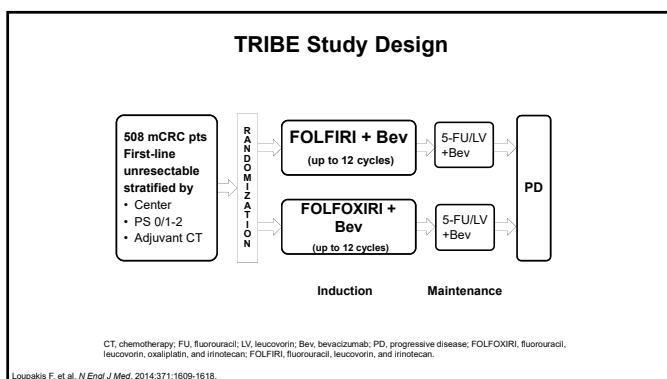 TRIBE Study Design
508 mCRC pts
First-line
unresectable
stratified by
• Center
• PS 0/1-2
• Adjuvant CT
RANDOMIZATION
FOLFIRI + Bev
(up to 12 cycles)
5-FU/LV
+Bev
FOLFOXIRI +
Bev
(up to 12 cycles)
5-FU/LV
+Bev
PD
Induction
Maintenance
CT, chemotherapy; FU, fluorouracil; LV, leucovorin; Bev, bevacizumab; PD, progressive disease; FOLFOXIRI, fluorouracil,
leucovorin, oxaliplatin, and irinotecan; FOLFIRI, fluorouracil, leucovorin, and irinotecan.
Loupakis F, et al. N Engl J Med. 2014;371:1609-1618.